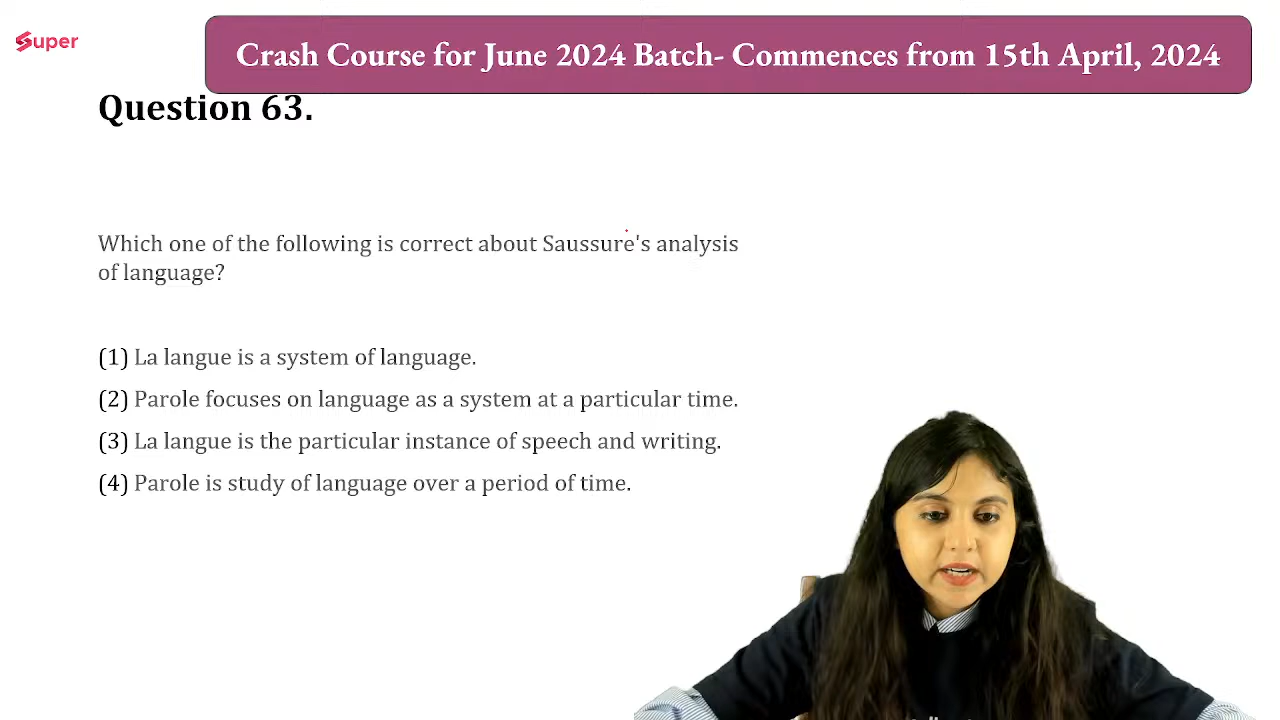 Super
Crash Course for June 2024 Batch- Commences from 15th April, 2024
Question 63.
Which one of the following is correct about Saussure's analysis
of language?
(1) La langue is a system of language.
(2) Parole focuses on language as a system at a particular time.
(3) La langue is the particular instance of speech and writing.
(4) Parole is study of language over a period of time.